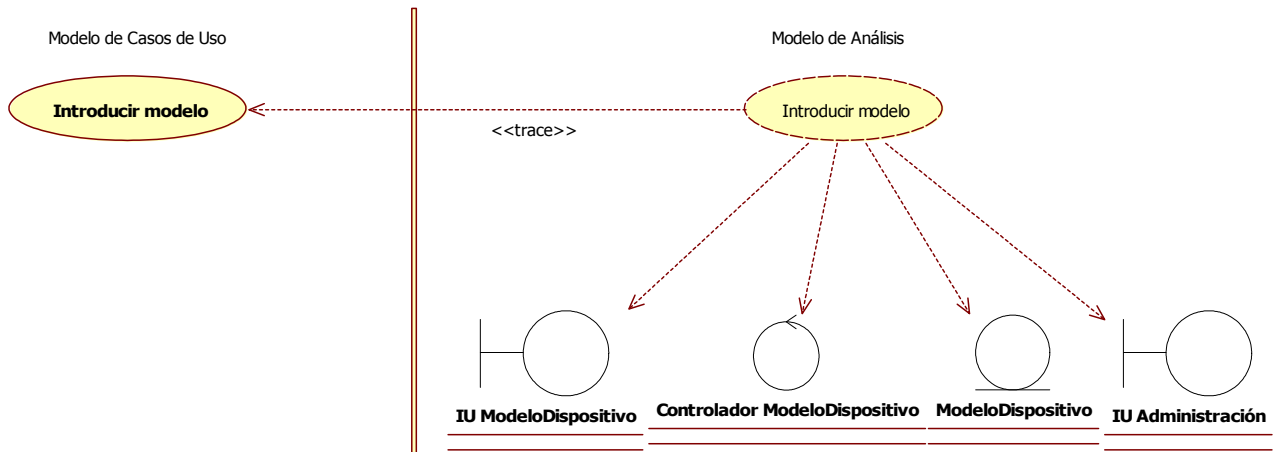 Modelo de Casos de Uso
Modelo de Análisis
Introducir modelo
Introducir modelo
<<trace>>
IU ModeloDispositivo
Controlador ModeloDispositivo
ModeloDispositivo
IU Administración